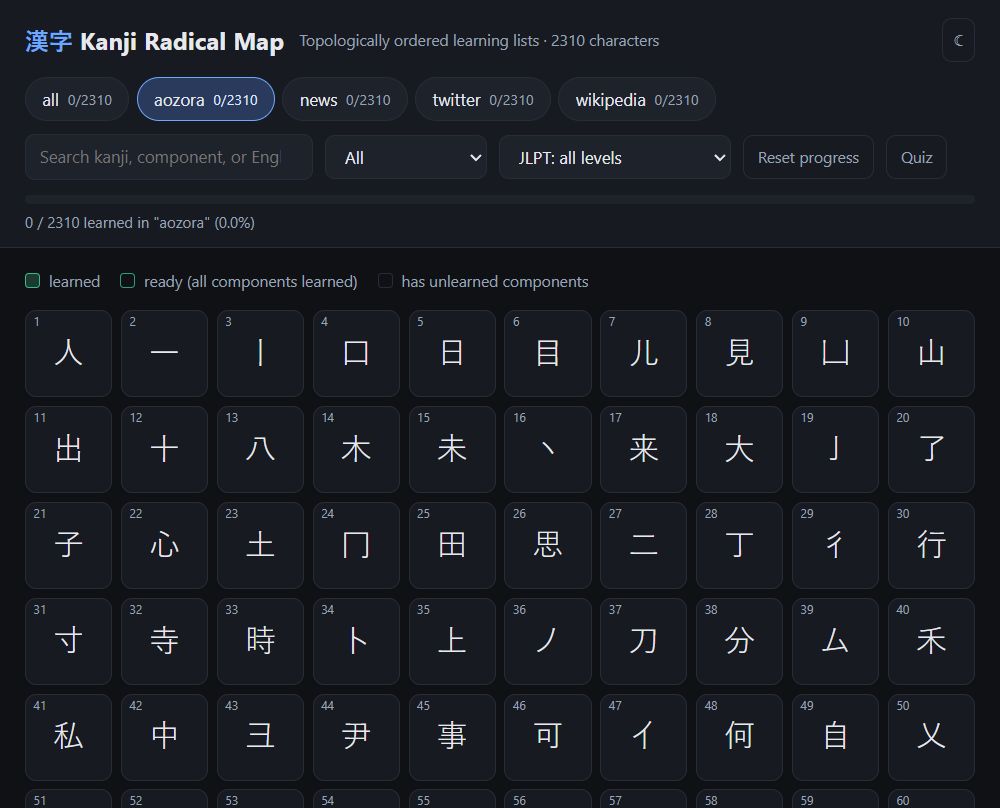 漢字 Kanji Radical Map Topologically ordered learning lists · 2310 characters ☾
all 0/2310 aozora 0/2310 news 0/2310 twitter 0/2310 wikipedia 0/2310
Search kanji, component, or Engl All JLPT: all levels Reset progress Quiz
0 / 2310 learned in "aozora" (0.0%)
learned ready (all components learned) has unlearned components
1 2 3 4 5 6 7 8 9 10
人 一 丨 口 日 目 儿 見 凵 山
11 12 13 14 15 16 17 18 19 20
出 十 八 木 未 丶 来 大 亅 了
21 22 23 24 25 26 27 28 29 30
子 心 土 冂 田 思 二 丁 彳 行
31 32 33 34 35 36 37 38 39 40
寸 寺 時 卜 上 ノ 刀 分 厶 禾
41 42 43 44 45 46 47 48 49 50
私 中 彐 尹 事 可 亻 何 自 乂
51 52 53 54 55 56 57 58 59 60